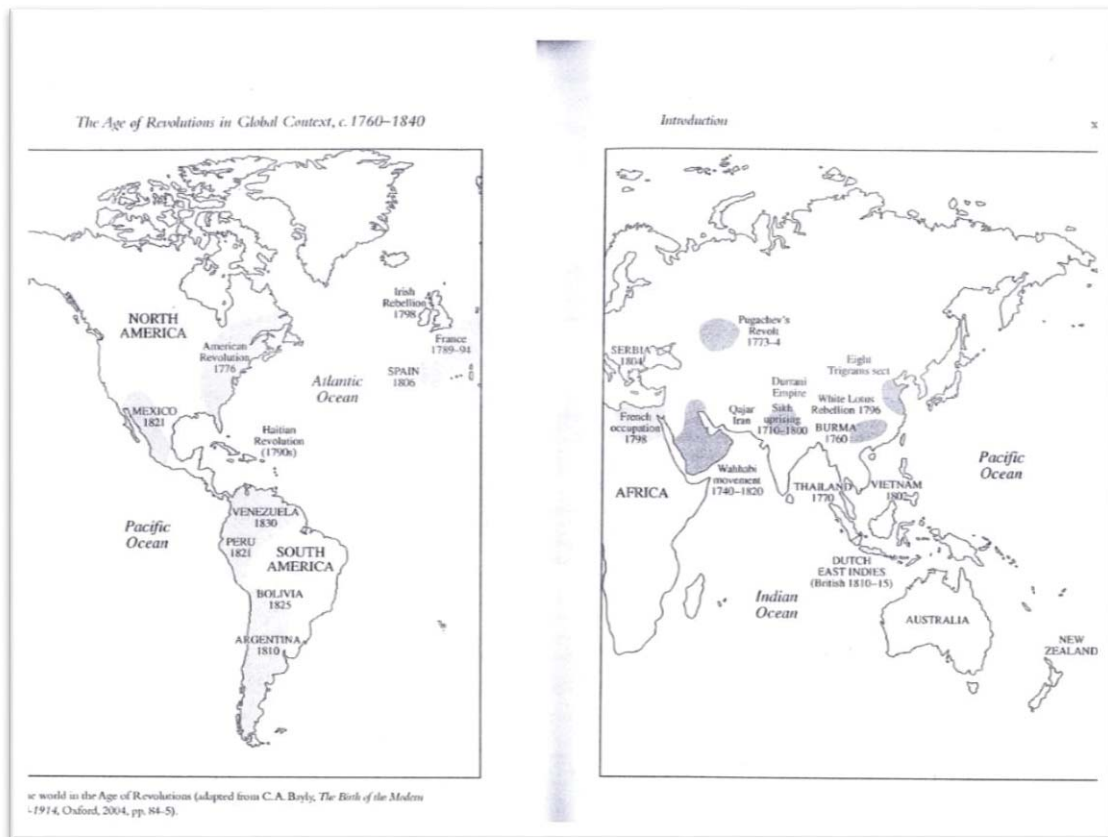 The Age of Revolutions in Global Context, c. 1760–1840
NORTH
AMERICA
American
Revolution
1776
MEXICO
1821
Haitian
Revolution
(1790s)
Irish
Rebellion
1798
France
1789–94
SPAIN
1806
Atlantic
Ocean
Pacific
Ocean
VENEZUELA
1830
PERU
1821
SOUTH
AMERICA
BOLIVIA
1825
ARGENTINA
1810
world in the Age of Revolutions (adapted from C.A. Bayly, The Birth of the Modern
-1914, Oxford, 2004, pp. 84-5).
Introduction
x
Pugachev's
Revolt
1773–4
SERBIA
1804
Eight
Trigrams sect
Durrani
Empire
White Lotus
Rebellion 1796
French
occupation
1798
Qajar
Iran
Sikh
uprising
1710–1800
BURMA
1760
Wahhabi
movement
1740–1820
AFRICA
THAILAND
1770
VIETNAM
1802
Pacific
Ocean
DUTCH
EAST INDIES
(British 1810–15)
Indian
Ocean
AUSTRALIA
NEW
ZEALAND